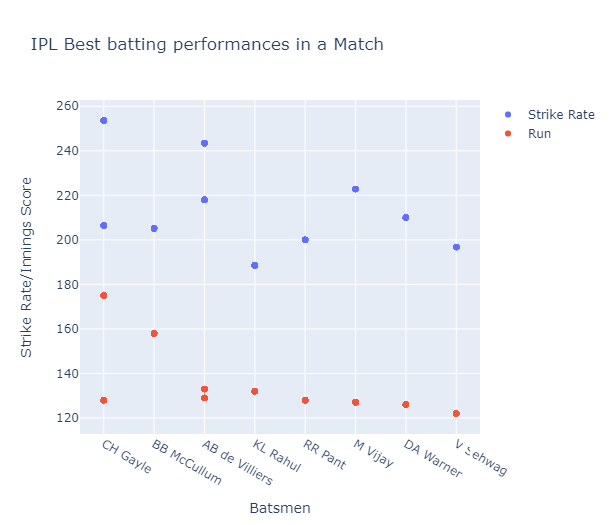 IPL Best batting performances in a Match
Strike Rate
Run
Strike Rate/Innings Score
260
240
220
200
180
160
140
120
CH Gayle
BB McCullum
AB de Villiers
KL Rahul
RR Pant
M Vijay
DA Warner
V Sehwag
Batsmen